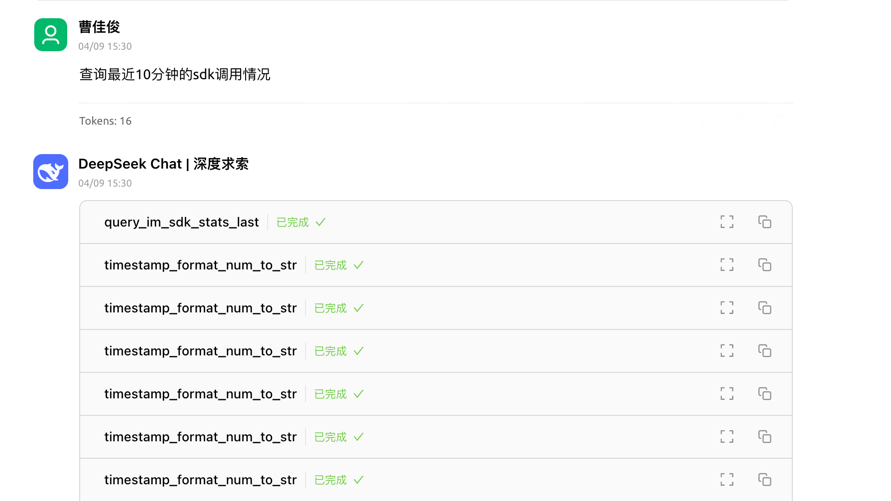 曹佳俊
04/09 15:30
查询最近10分钟的sdk调用情况
Tokens: 16
DeepSeek Chat | 深度求索
04/09 15:30
query_im_sdk_stats_last 已完成
timestamp_format_num_to_str 已完成
timestamp_format_num_to_str 已完成
timestamp_format_num_to_str 已完成
timestamp_format_num_to_str 已完成
timestamp_format_num_to_str 已完成
timestamp_format_num_to_str 已完成